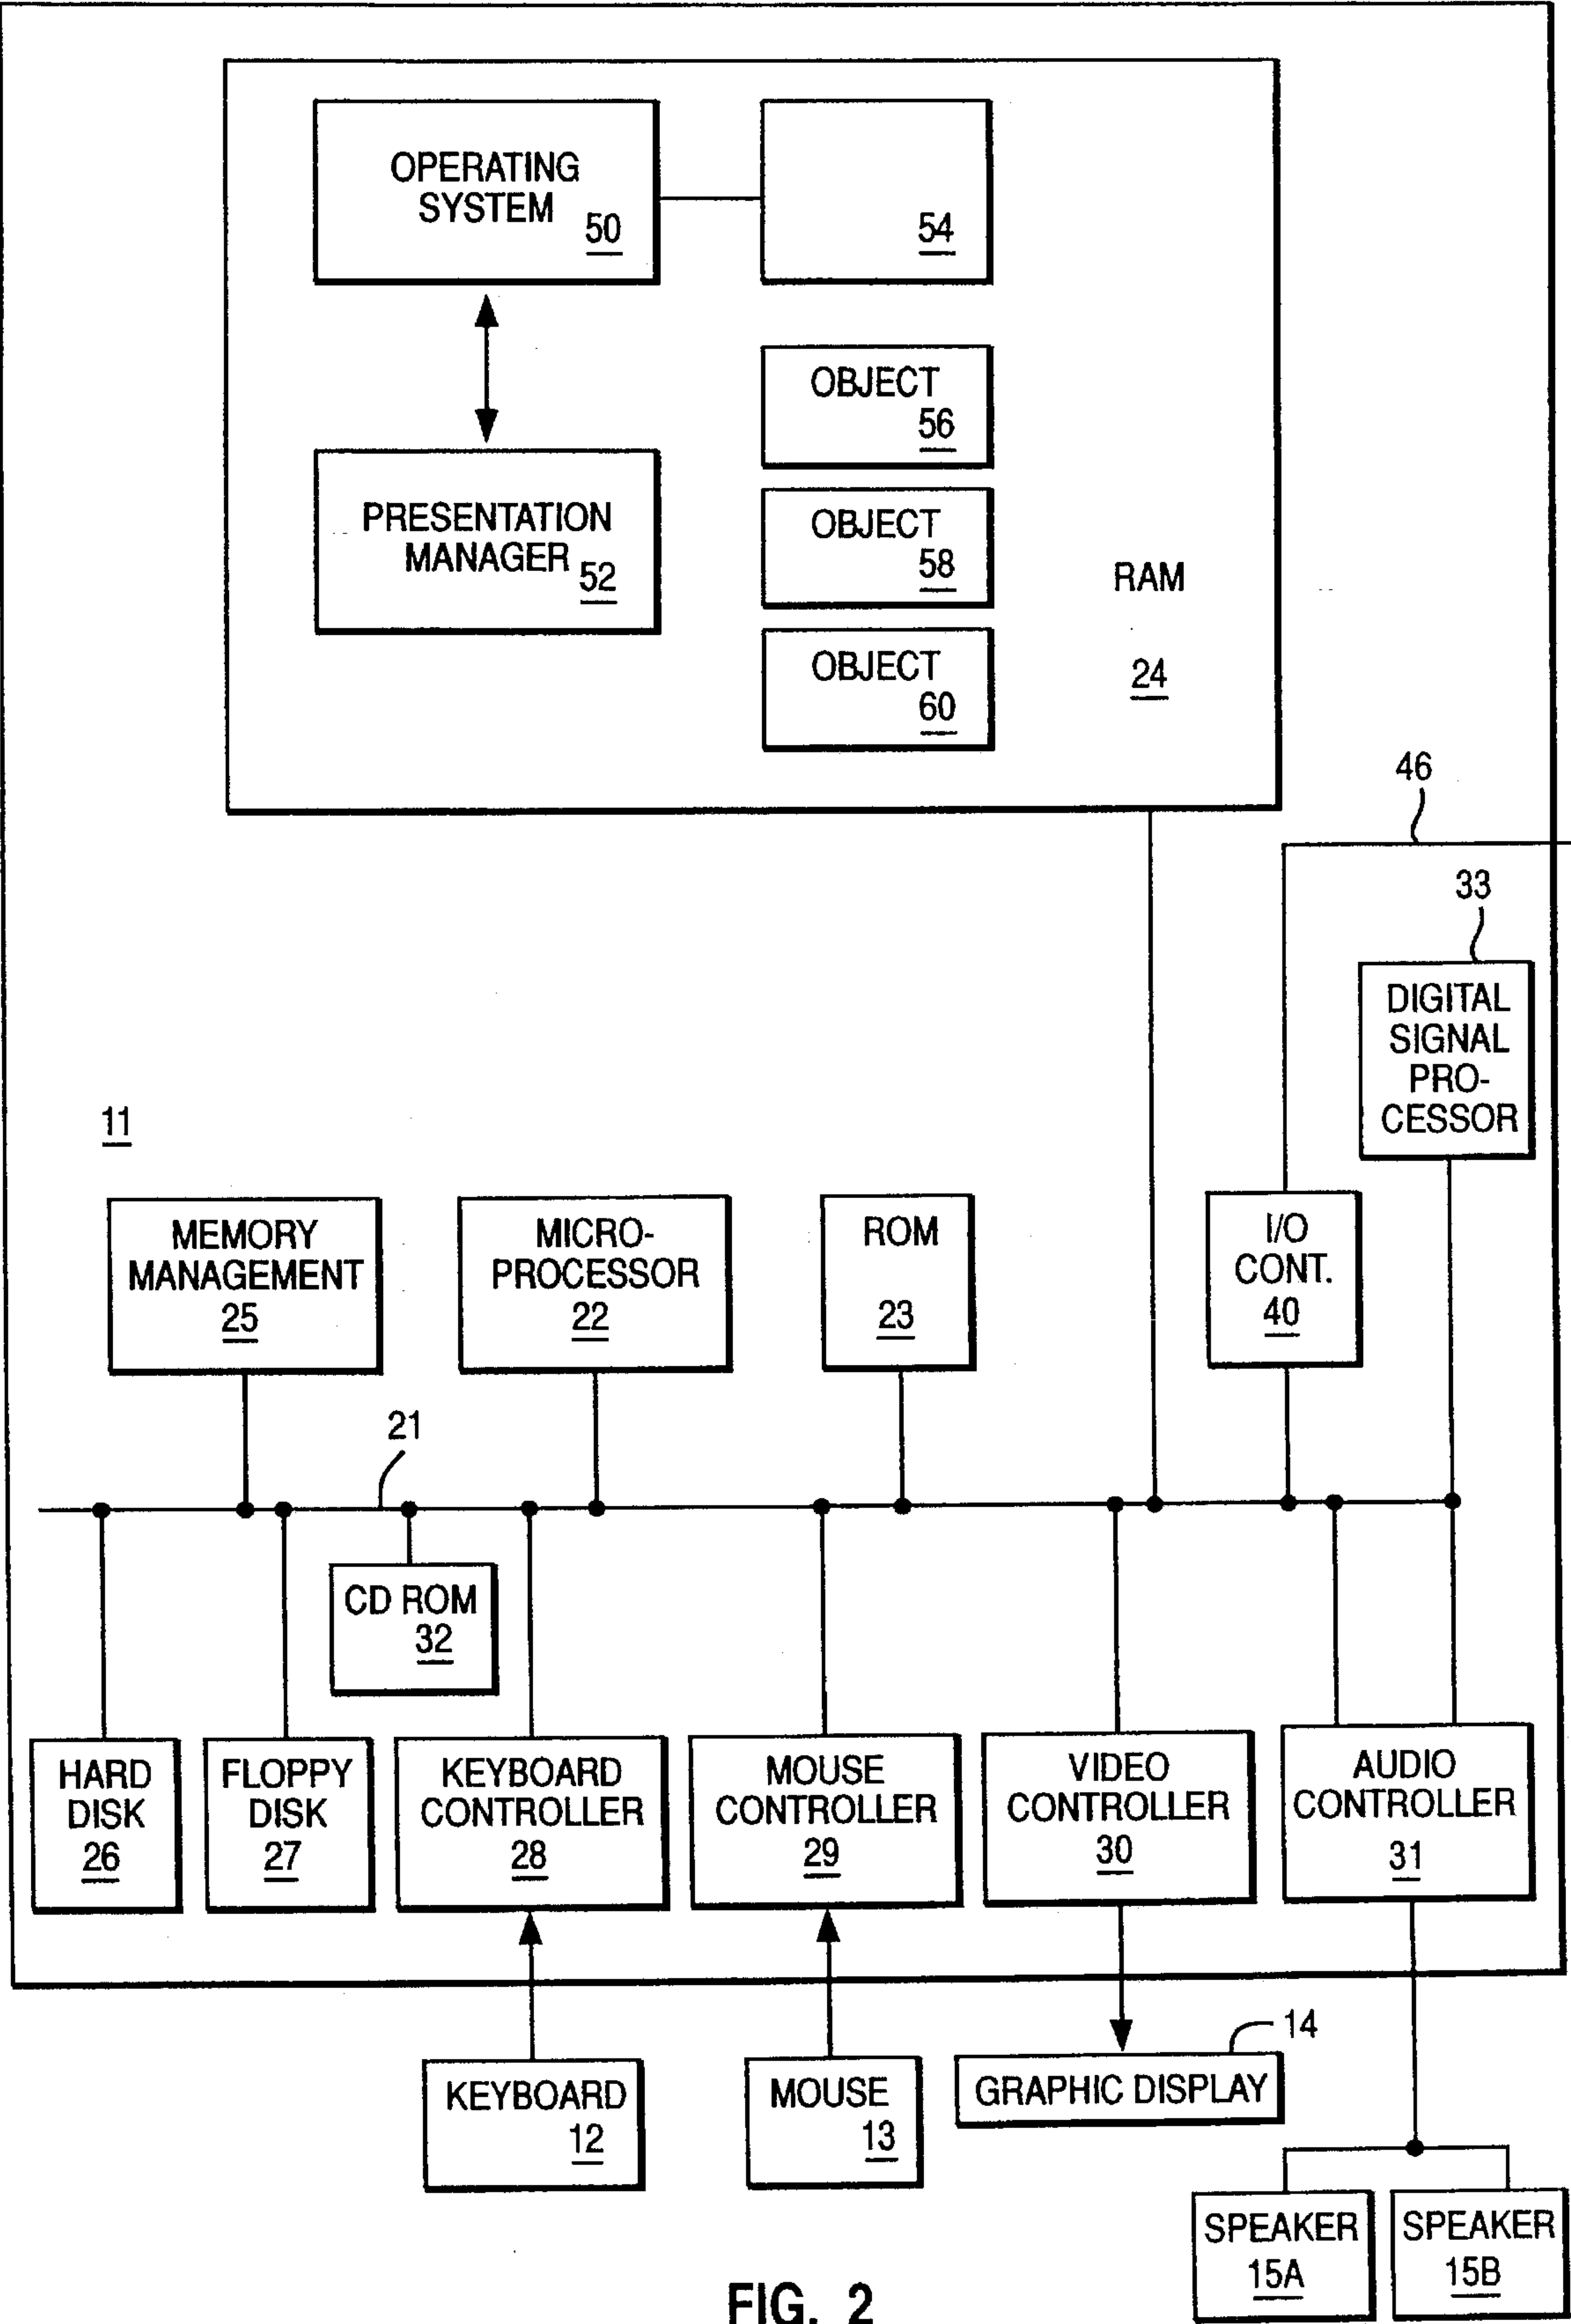 OPERATING
SYSTEM
50
54
OBJECT
56
PRESENTATION
MANAGER
52
OBJECT
58
RAM
24
OBJECT
60
46
33
DIGITAL
SIGNAL
PRO-
CESSOR
11
MEMORY
MANAGEMENT
25
MICRO-
PROCESSOR
22
ROM
23
I/O
CONT.
40
21
CD ROM
32
HARD
DISK
26
FLOPPY
DISK
27
KEYBOARD
CONTROLLER
28
MOUSE
CONTROLLER
29
VIDEO
CONTROLLER
30
AUDIO
CONTROLLER
31
KEYBOARD
12
MOUSE
13
14
GRAPHIC DISPLAY
SPEAKER
15A
SPEAKER
15B
FIG. 2